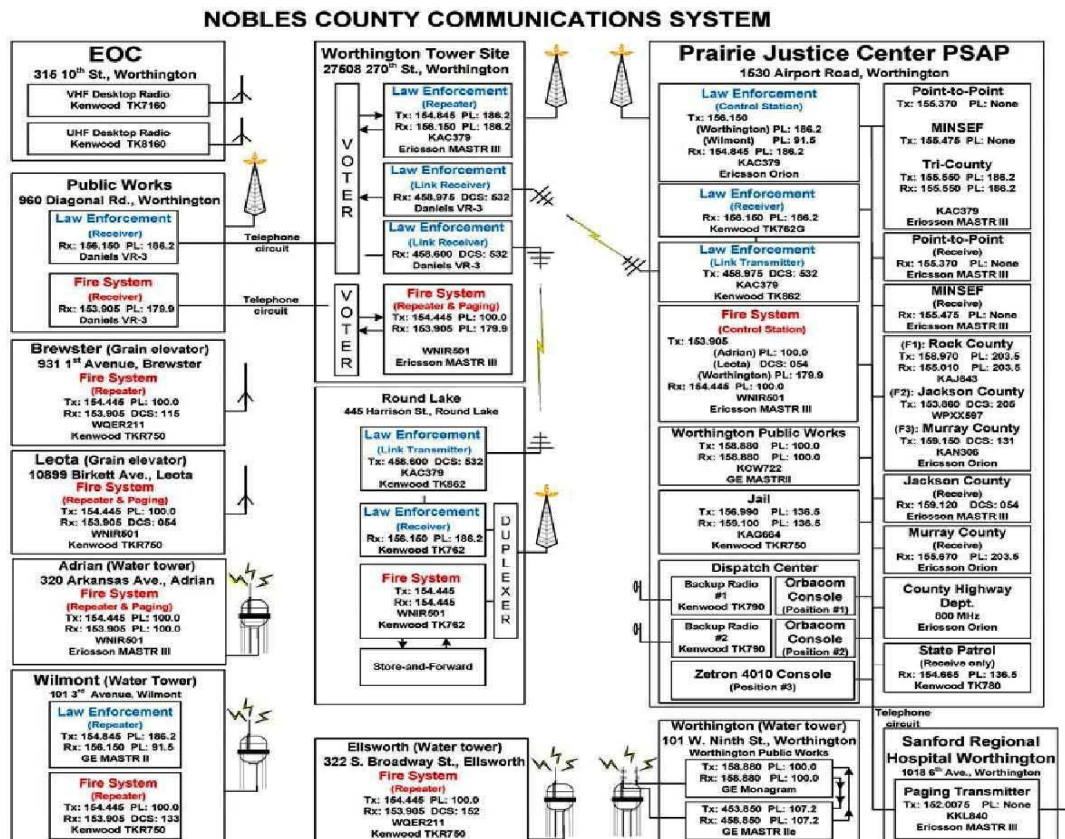 NOBLES COUNTY COMMUNICATIONS SYSTEM
EOC
315 10th St., Worthington
VHF Desktop Radio
Kenwood TK7160
UHF Desktop Radio
Kenwood TK8160
Public Works
960 Diagonal Rd., Worthington
Law Enforcement
(Receiver)
Rx: 156.150 PL: 186.2
Daniels VR-3
Telephone
circuit
Fire System
(Receiver)
Rx: 153.905 PL: 179.9
Daniels VR-3
Telephone
circuit
Brewster (Grain elevator)
931 1st Avenue, Brewster
Fire System
(Repeater)
Tx: 154.445 PL: 100.0
Rx: 153.905 DCS: 115
WQER211
Kenwood TKR750
Leota (Grain elevator)
10899 Birkett Ave., Leota
Fire System
(Repeater & Paging)
Tx: 154.445 PL: 100.0
Rx: 153.905 DCS: 054
WNIR501
Kenwood TKR750
Adrian (Water tower)
320 Arkansas Ave., Adrian
Fire System
(Repeater & Paging)
Tx: 154.445 PL: 100.0
Rx: 153.905 PL: 100.0
WNIR501
Ericsson MASTR III
Wilmont (Water Tower)
101 3rd Avenue, Wilmont
Law Enforcement
(Repeater)
Tx: 154.845 PL: 186.2
Rx: 156.150 PL: 91.5
GE MASTR II
Fire System
(Repeater)
Tx: 154.445 PL: 100.0
Rx: 153.905 DCS: 133
Kenwood TKR750
Worthington Tower Site
27508 270th St., Worthington
VOTER
Law Enforcement
(Repeater)
Tx: 154.845 PL: 186.2
Rx: 156.150 PL: 186.2
KAC379
Ericsson MASTR III
Law Enforcement
(Link Receiver)
Rx: 458.975 DCS: 532
Daniels VR-3
Law Enforcement
(Link Receiver)
Rx: 458.600 DCS: 532
Daniels VR-3
VOTER
Fire System
(Repeater & Paging)
Tx: 154.445 PL: 100.0
Rx: 153.905 PL: 179.9
WNIR501
Ericsson MASTR III
Round Lake
445 Harrison St., Round Lake
Law Enforcement
(Link Transmitter)
Tx: 458.600 DCS: 532
KAC379
Kenwood TK862
Law Enforcement
(Receiver)
Rx: 156.150 PL: 186.2
Kenwood TK762
DUPLEXER
Fire System
Tx: 154.445
Rx: 154.445
WNIR501
Kenwood TK762
Store-and-Forward
Ellsworth (Water tower)
322 S. Broadway St., Ellsworth
Fire System
(Repeater)
Tx: 154.445 PL: 100.0
Rx: 153.905 DCS: 152
WQER211
Kenwood TKR750
Prairie Justice Center PSAP
1530 Airport Road, Worthington
Law Enforcement
(Control Station)
Tx: 156.150
(Worthington) PL: 186.2
(Wilmont) PL: 91.5
Rx: 154.845 PL: 186.2
KAC379
Ericsson Orion
Law Enforcement
(Receiver)
Rx: 156.150 PL: 186.2
Kenwood TK762G
Law Enforcement
(Link Transmitter)
Tx: 458.975 DCS: 532
KAC379
Kenwood TK862
Fire System
(Control Station)
Tx: 153.905
(Adrian) PL: 100.0
(Leota) DCS: 054
(Worthington) PL: 179.9
Rx: 154.445 PL: 100.0
WNIR501
Ericsson MASTR III
Worthington Public Works
Tx: 158.880 PL: 100.0
Rx: 158.880 PL: 100.0
KCW722
GE MASTRII
Jail
Tx: 156.990 PL: 136.5
Rx: 159.100 PL: 136.5
KAG664
Kenwood TKR750
Dispatch Center
Backup Radio
#1
Kenwood TK790
Orbacom
Console
(Position #1)
Backup Radio
#2
Kenwood TK790
Orbacom
Console
(Position #2)
Zetron 4010 Console
(Position #3)
Point-to-Point
Tx: 155.370 PL: None
MINSEF
Tx: 155.475 PL: None
Tri-County
Tx: 155.550 PL: 186.2
Rx: 155.550 PL: 186.2
KAC379
Ericsson MASTR III
Point-to-Point
(Receive)
Rx: 155.370 PL: None
Ericsson MASTR III
MINSEF
(Receive)
Rx: 155.475 PL: None
Ericsson MASTR III
(F1): Rock County
Tx: 158.970 PL: 203.5
Rx: 155.010 PL: 203.5
KAJ643
(F2): Jackson County
Tx: 153.860 DCS: 205
WPXX597
(F3): Murray County
Tx: 159.150 DCS: 131
KAN306
Ericsson Orion
Jackson County
(Receive)
Rx: 159.120 DCS: 054
Ericsson MASTR III
Murray County
(Receive)
Rx: 155.670 PL: 203.5
Ericsson MASTR III
County Highway
Dept.
800 MHz
Ericsson Orion
State Patrol
(Receive only)
Rx: 154.665 PL: 136.5
Kenwood TK780
Telephone
circuit
Worthington (Water tower)
101 W. Ninth St., Worthington
Worthington Public Works
Tx: 158.880 PL: 100.0
Rx: 158.880 PL: 100.0
GE Monogram
Tx: 453.850 PL: 107.2
Rx: 458.850 PL: 107.2
GE MASTR IIe
Sanford Regional
Hospital Worthington
1018 6th Ave., Worthington
Paging Transmitter
Tx: 152.0075 PL: None
KKL840
Ericsson MASTR III